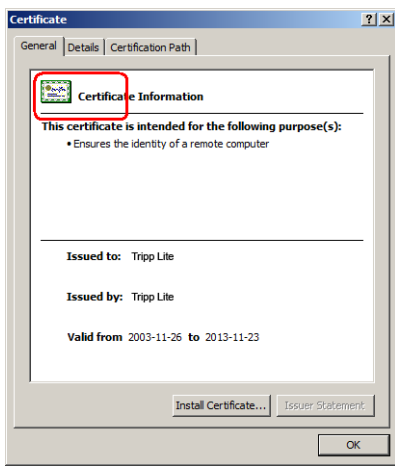 Certificate
General Details Certification Path
Certificate Information
This certificate is intended for the following purpose(s):
• Ensures the identity of a remote computer
Issued to: Tripp Lite
Issued by: Tripp Lite
Valid from 2003-11-26 to 2013-11-23
Install Certificate... Issuer Statement
OK